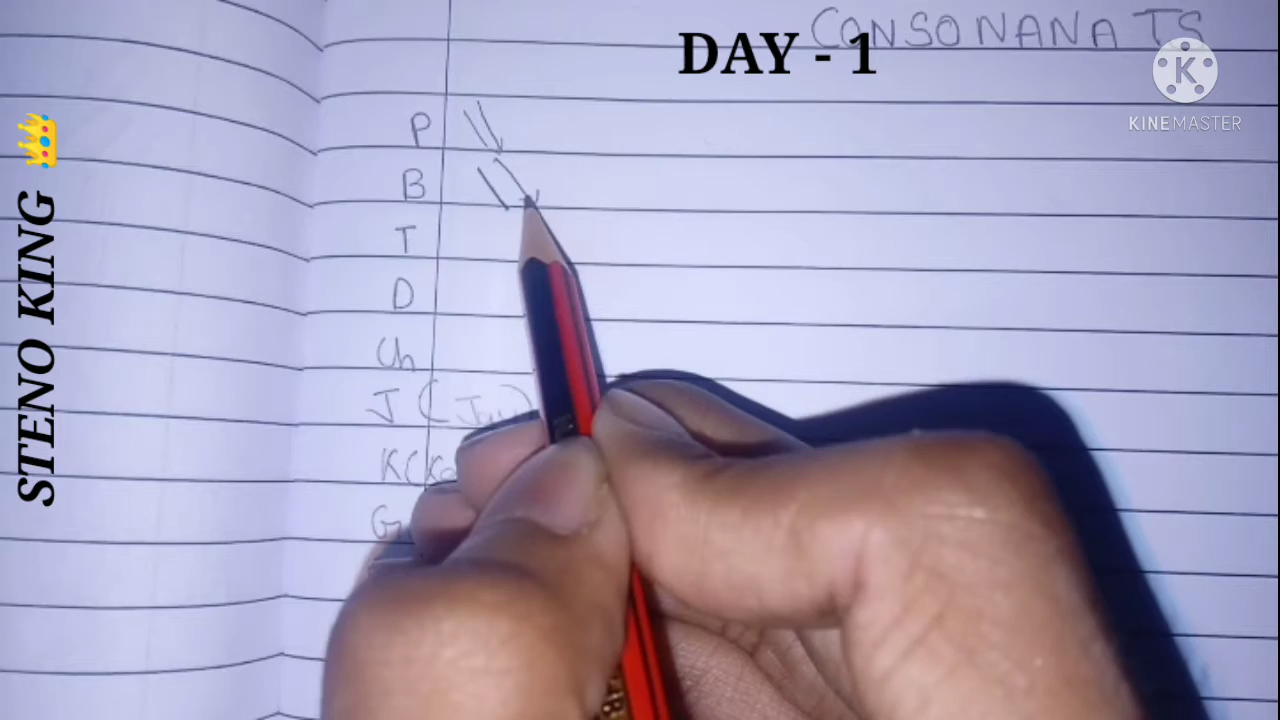 CONSONANATS
DAY - 1
KINEMASTER
STENO KING
P
B
T
D
Ch
J (
K(
G